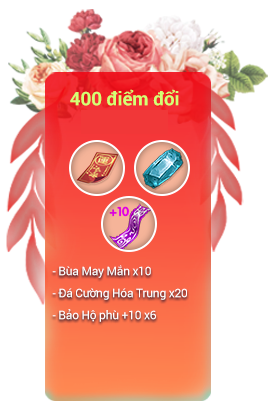 400 điểm đổi
+10
- Bùa May Mắn x10
- Đá Cường Hóa Trung x20
- Bảo Hộ phù +10 x6